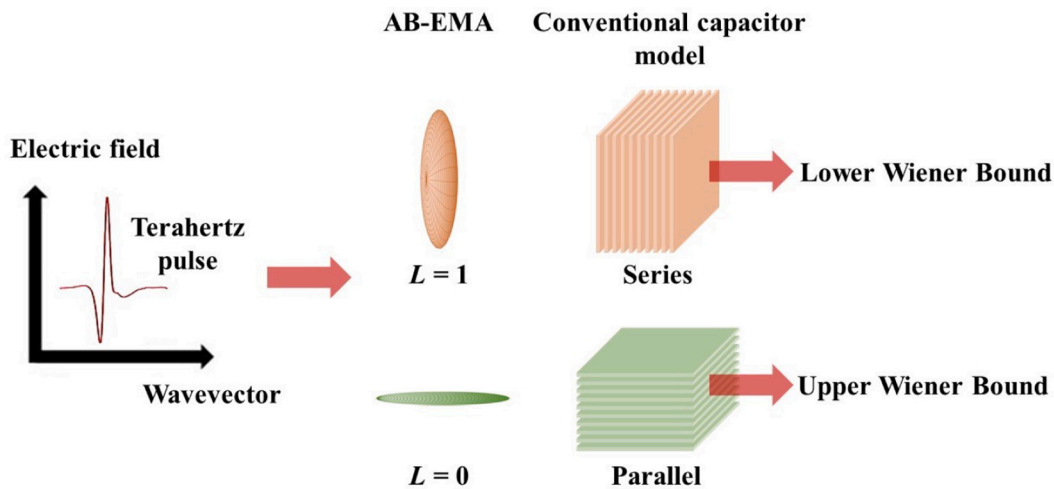 AB-EMA
Conventional capacitor
model
Electric field
Terahertz
pulse
Wavevector
L = 1
Series
Lower Wiener Bound
L = 0
Parallel
Upper Wiener Bound